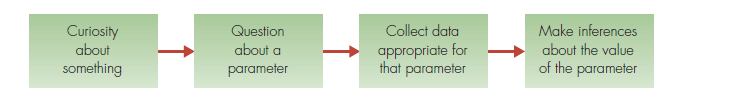 Curiosity
about
something
Question
about a
parameter
Collect data
appropriate for
that parameter
Make inferences
about the value
of the parameter